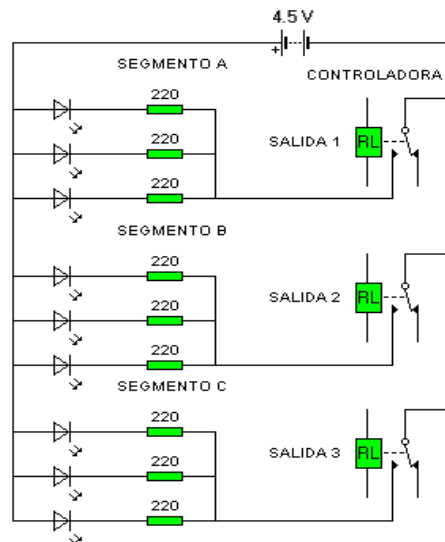 4.5 V
+
SEGMENTO A
CONTROLADORA
220
220
220
SALIDA 1
RL
SEGMENTO B
220
220
220
SALIDA 2
RL
SEGMENTO C
220
220
220
SALIDA 3
RL